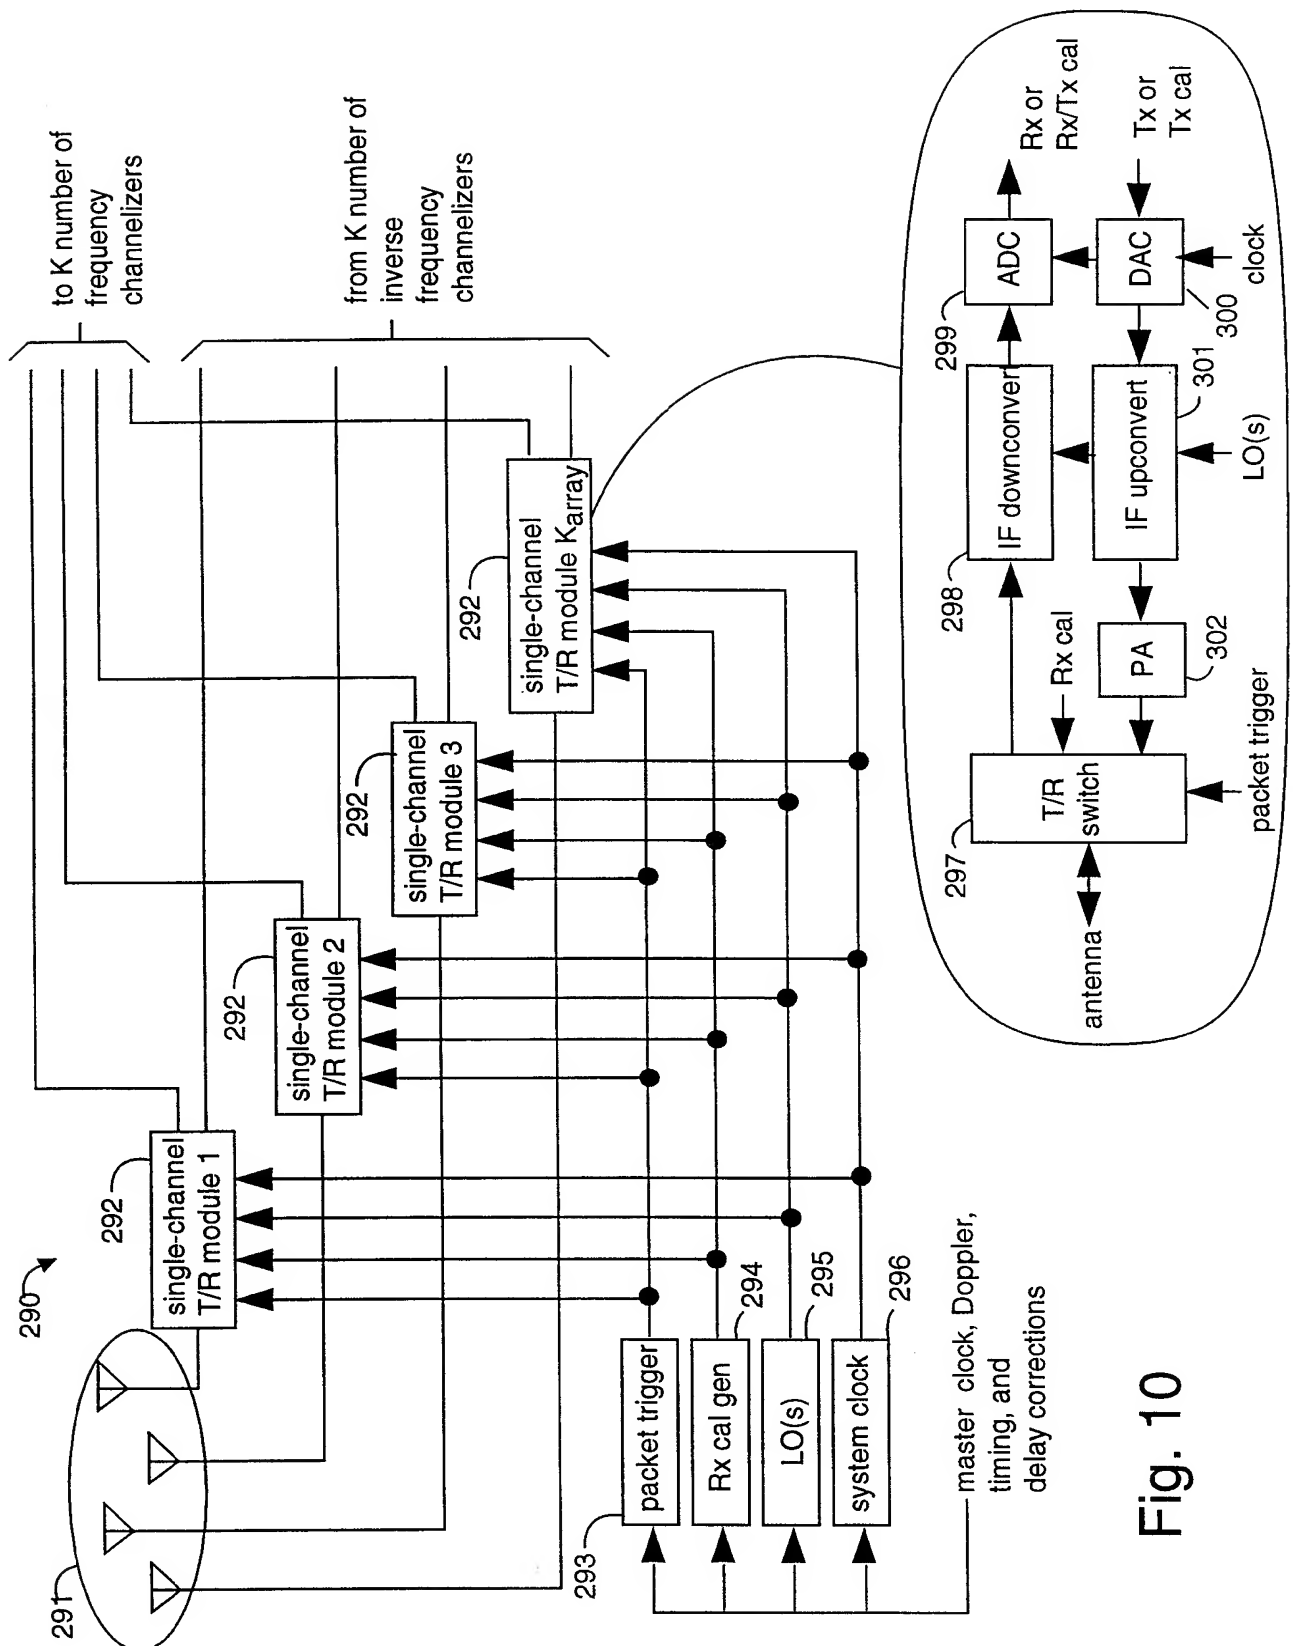 290
291
292
single-channel
T/R module 1
292
single-channel
T/R module 2
292
single-channel
T/R module 3
292
single-channel
T/R module Karray
to K number of
frequency
channelizers
from K number of
inverse
frequency
channelizers
293
packet trigger
Rx cal gen
294
LO(s)
295
system clock
296
master clock, Doppler,
timing, and
delay corrections
antenna
297
T/R
switch
packet trigger
Rx cal
298
IF downconvert
299
ADC
Rx or
Rx/Tx cal
PA
302
IF upconvert
301
LO(s)
DAC
300
clock
Tx or
Tx cal
Fig. 10